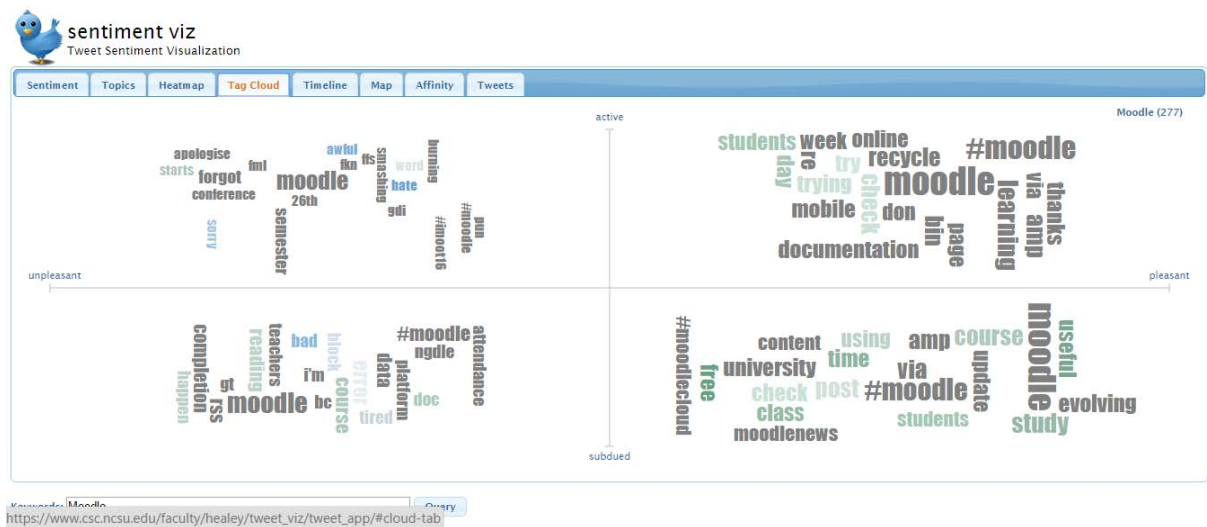 sentiment viz
Tweet Sentiment Visualization
Sentiment Topics Heatmap Tag Cloud Timeline Map Affinity Tweets
Moodle (277)
active
unpleasant
pleasant
subdued
apologise
starts
forgot
fml
conference
moodle
26th
awful
fkn
ffs
smashing
word
burning
hate
gdi
sorry
semester
#imoot16
#moodle
pun
students
week
online
#moodle
day
re
try
recycle
trying
check
moodle
mobile
don
documentation
bin
page
learning
via
amp
thanks
completion
reading
teachers
bad
block
#moodle
attendance
ngdle
happen
gt
rss
moodle
i'm
bc
course
error
tired
data
platform
doc
#moodlecloud
free
content
using
amp
course
moodle
useful
university
time
via
update
check
post
#moodle
class
moodlenews
students
study
evolving
Keywords: Moodle Query
https://www.csc.ncsu.edu/faculty/healey/tweet_viz/tweet_app/#cloud-tab